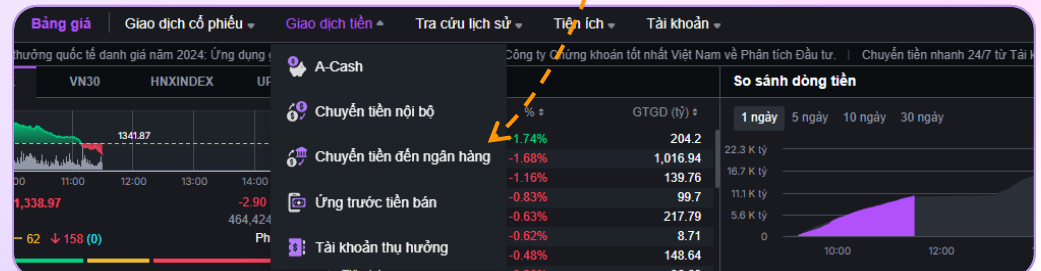 Bảng giá Giao dịch cổ phiếu Giao dịch tiền Tra cứu lịch sử Tiện ích Tài khoản
thưởng quốc tế danh giá năm 2024: Ứng dụng Công ty Chứng khoán tốt nhất Việt Nam về Phân tích Đầu tư. | Chuyển tiền nhanh 24/7 từ Tài
VN30 HNXINDEX
1341.87
11:00 12:00 13:00 14:00
1,338.97 -2.90
464,424
62 158 (0)
A-Cash
Chuyển tiền nội bộ
Chuyển tiền đến ngân hàng
Ứng trước tiền bán
Tài khoản thụ hưởng
% GTGD (tỷ)
-1.74% 204.2
-1.68% 1,016.94
-1.16% 139.76
-0.83% 99.7
-0.63% 217.79
-0.62% 8.71
-0.48% 148.64
So sánh dòng tiền
1 ngày 5 ngày 10 ngày 30 ngày
22.3 K tỷ
16.7 K tỷ
11.1 K tỷ
5.6 K tỷ
0
10:00 12:00